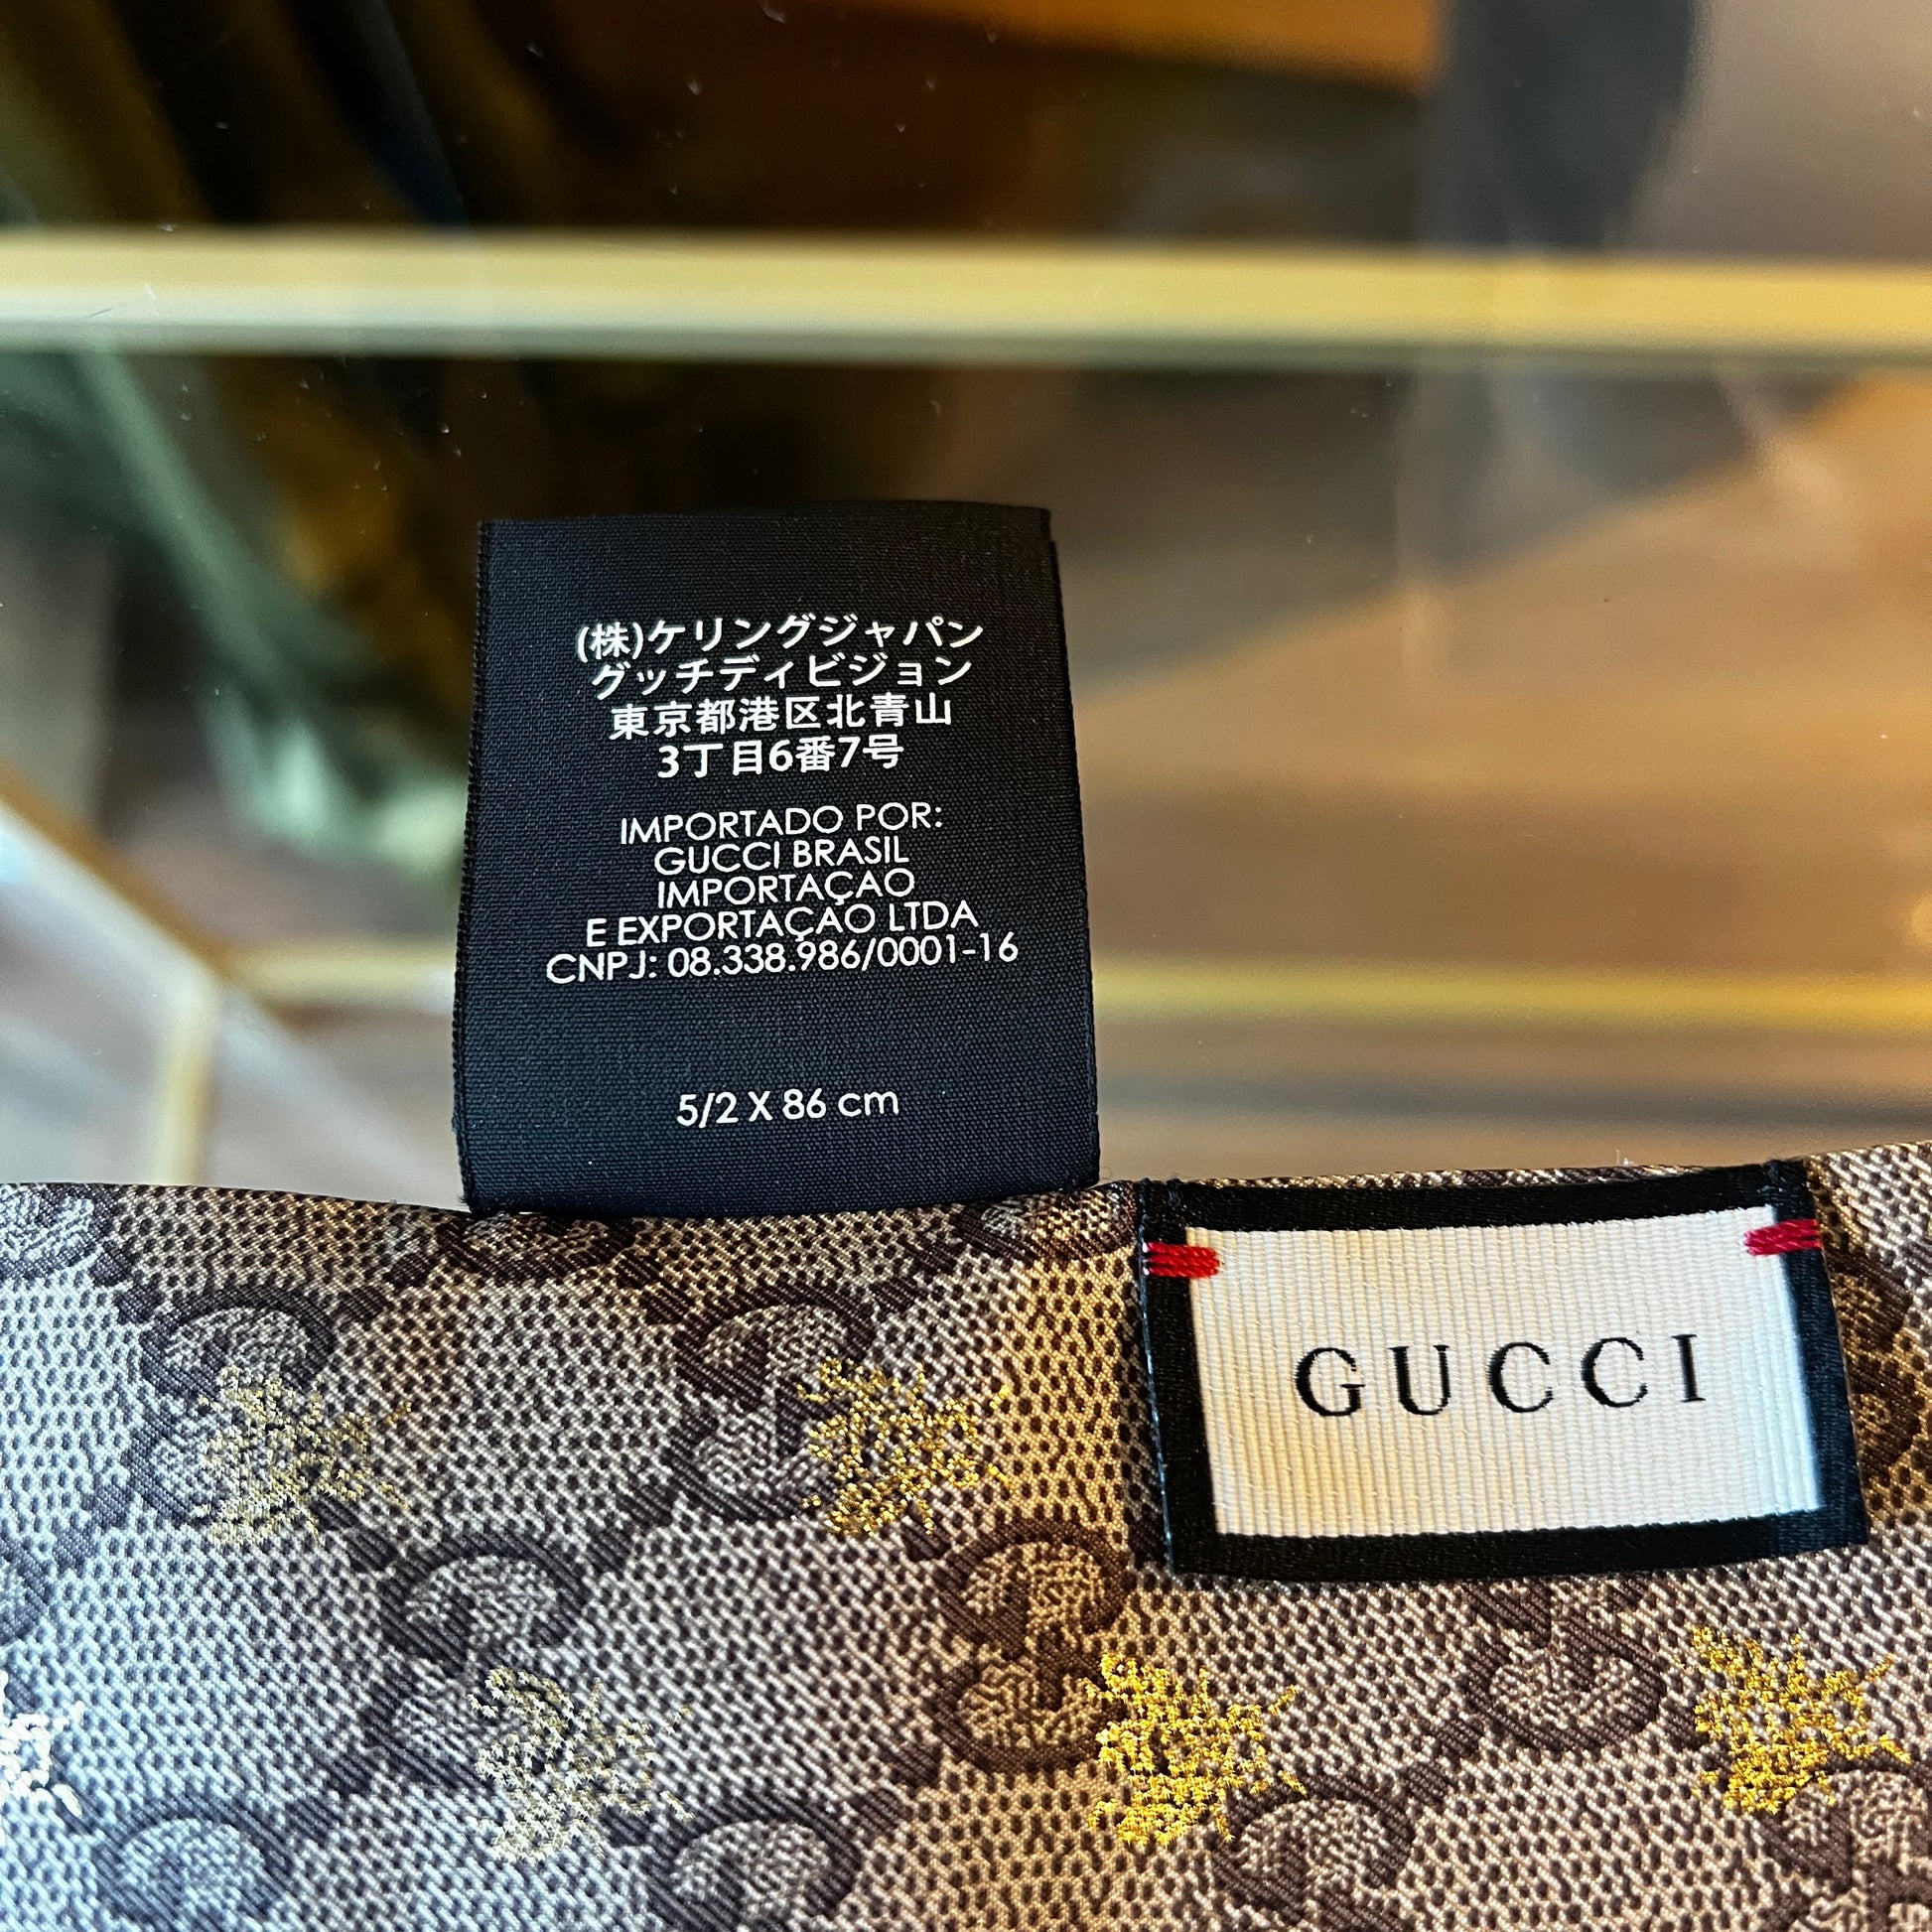 (株)ケリングジャパン
グッチディビジョン
東京都港区北青山
3丁目6番7号
IMPORTADO POR:
GUCCI BRASIL
IMPORTAÇAO
E EXPORTAÇAO LTDA
CNPJ: 08.338.986/0001-16
5/2 X 86 cm
GUCCI